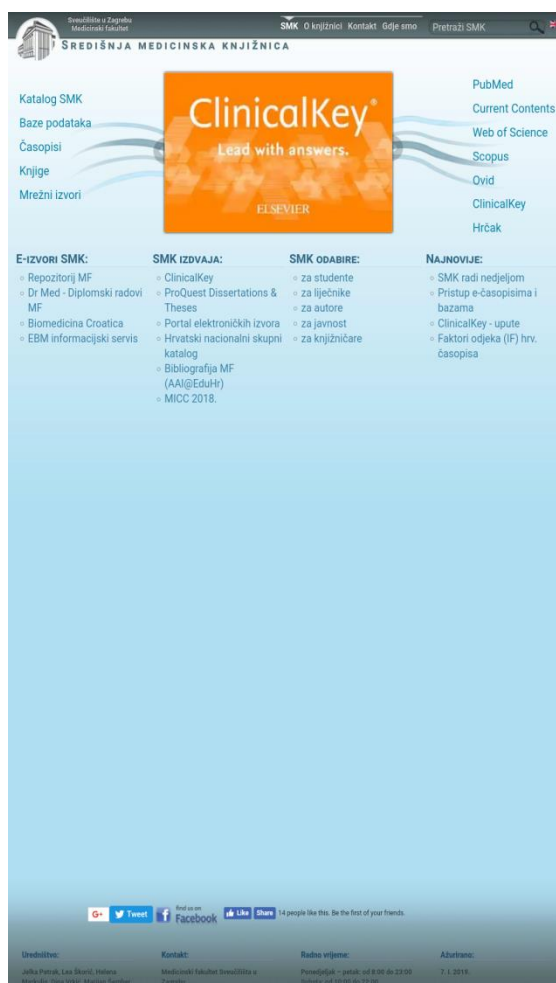 Sveučilište u Zagrebu
Medicinski fakultet
SMK O knjižnici Kontakt Gdje smo
Pretraži SMK
SREDIŠNJA MEDICINSKA KNJIŽNICA
Katalog SMK
Baze podataka
Časopisi
Knjige
Mrežni izvori
ClinicalKey®
Lead with answers.
ELSEVIER
PubMed
Current Contents
Web of Science
Scopus
Ovid
ClinicalKey
Hrčak
E-IZVORI SMK:
Repozitorij MF
Dr Med - Diplomski radovi
MF
Biomedicina Croatica
EBM informacijski servis
SMK IZDVAJA:
ClinicalKey
ProQuest Dissertations &
Theses
Portal elektroničkih izvora
Hrvatski nacionalni skupni
katalog
Bibliografija MF
(AAI@EduHr)
MICC 2018.
SMK ODABIRE:
za studente
za liječnike
za autore
za javnost
za knjižničare
NAJNOVIJE:
SMK radi nedjeljom
Pristup e-časopisima i
bazama
ClinicalKey - upute
Faktori odjeka (IF) hrv.
časopisa
G+
Tweet
find us on
Facebook
Like Share 14 people like this. Be the first of your friends.
Uredništvo:
Jelka Petrak, Lea Škorić, Helena
Kontakt:
Medicinski fakultet Sveučilišta u
Zagrebu
Radno vrijeme:
Ponedjeljak – petak: od 8:00 do 23:00
Ažurirano:
7. 1. 2019.